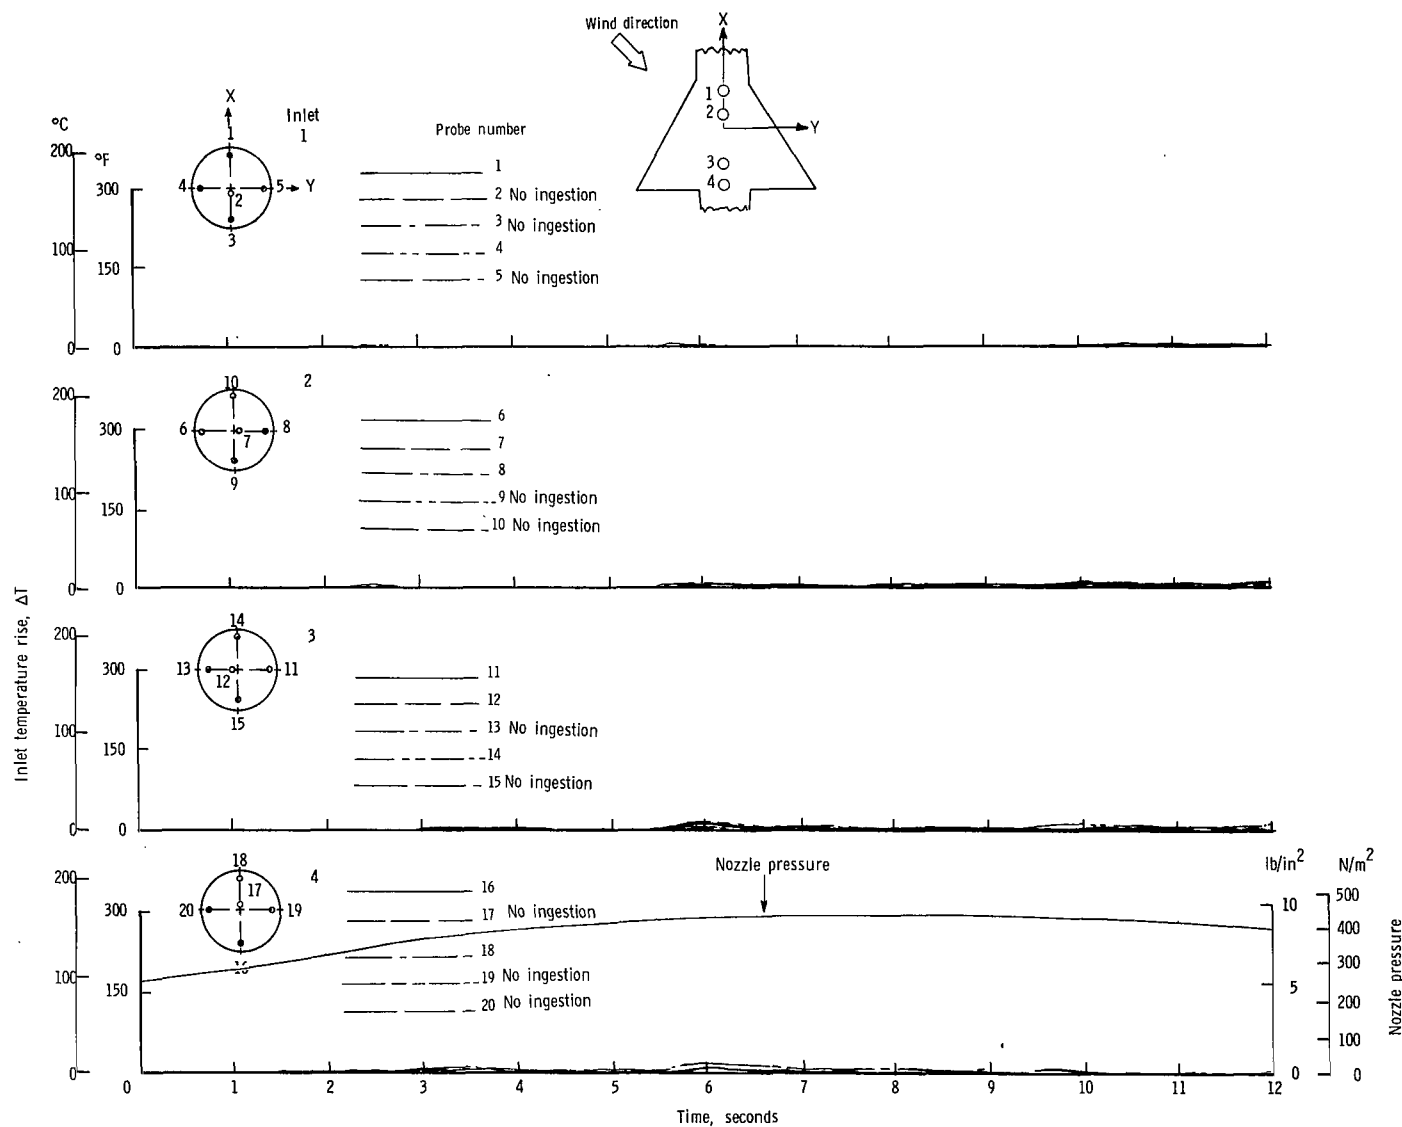 Wind direction
X
1
2
Y
3
4
X
Inlet
1
1
4
5
Y
2
3
Probe number
1
2 No ingestion
3 No ingestion
4
5 No ingestion
°C
200
°F
300
100
150
0
0
10
2
6
8
7
9
6
7
8
9 No ingestion
10 No ingestion
200
300
100
150
0
0
14
3
13
11
12
15
11
12
13 No ingestion
14
15 No ingestion
200
300
100
150
0
0
Inlet temperature rise, ΔT
18
4
17
20
19
16
16
17 No ingestion
18
19 No ingestion
20 No ingestion
Nozzle pressure
200
300
100
150
0
lb/in2
10
5
0
N/m2
500
400
300
200
100
0
Nozzle pressure
0 1 2 3 4 5 6 7 8 9 10 11 12
Time, seconds